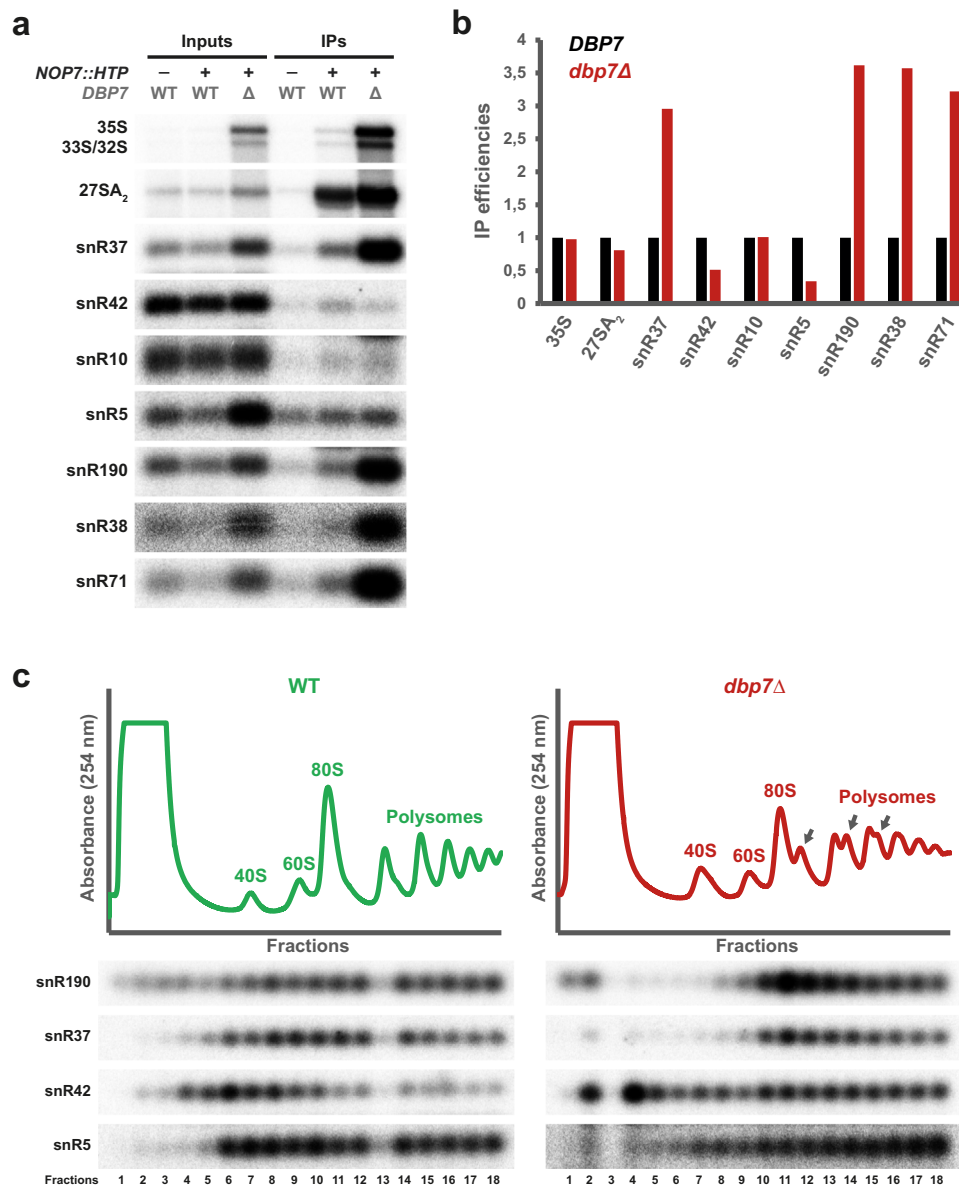 a
Inputs IPs
NOP7::HTP – + + – + +
DBP7 WT WT Δ WT WT Δ
35S
33S/32S
27SA₂
snR37
snR42
snR10
snR5
snR190
snR38
snR71
b
DBP7
dbp7Δ
IP efficiencies
4
3,5
3
2,5
2
1,5
1
0,5
0
35S 27SA₂ snR37 snR42 snR10 snR5 snR190 snR38 snR71
c
WT
Absorbance (254 nm)
40S 60S 80S Polysomes
Fractions
dbp7Δ
Absorbance (254 nm)
40S 60S 80S Polysomes
Fractions
snR190
snR37
snR42
snR5
Fractions 1 2 3 4 5 6 7 8 9 10 11 12 13 14 15 16 17 18 1 2 3 4 5 6 7 8 9 10 11 12 13 14 15 16 17 18